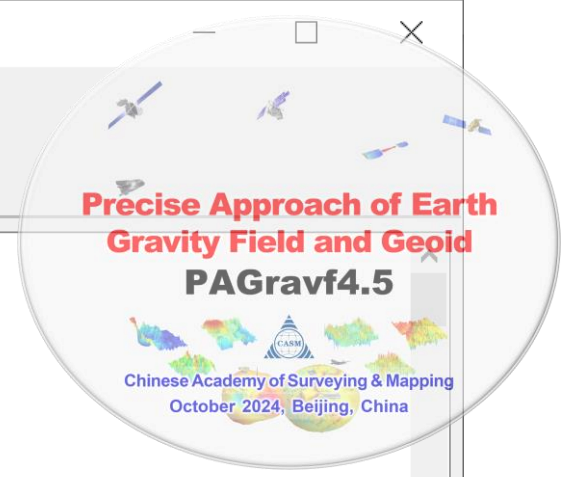 Precise Approach of Earth
Gravity Field and Geoid
PAGravf4.5
CASM
Chinese Academy of Surveying & Mapping
October 2024, Beijing, China